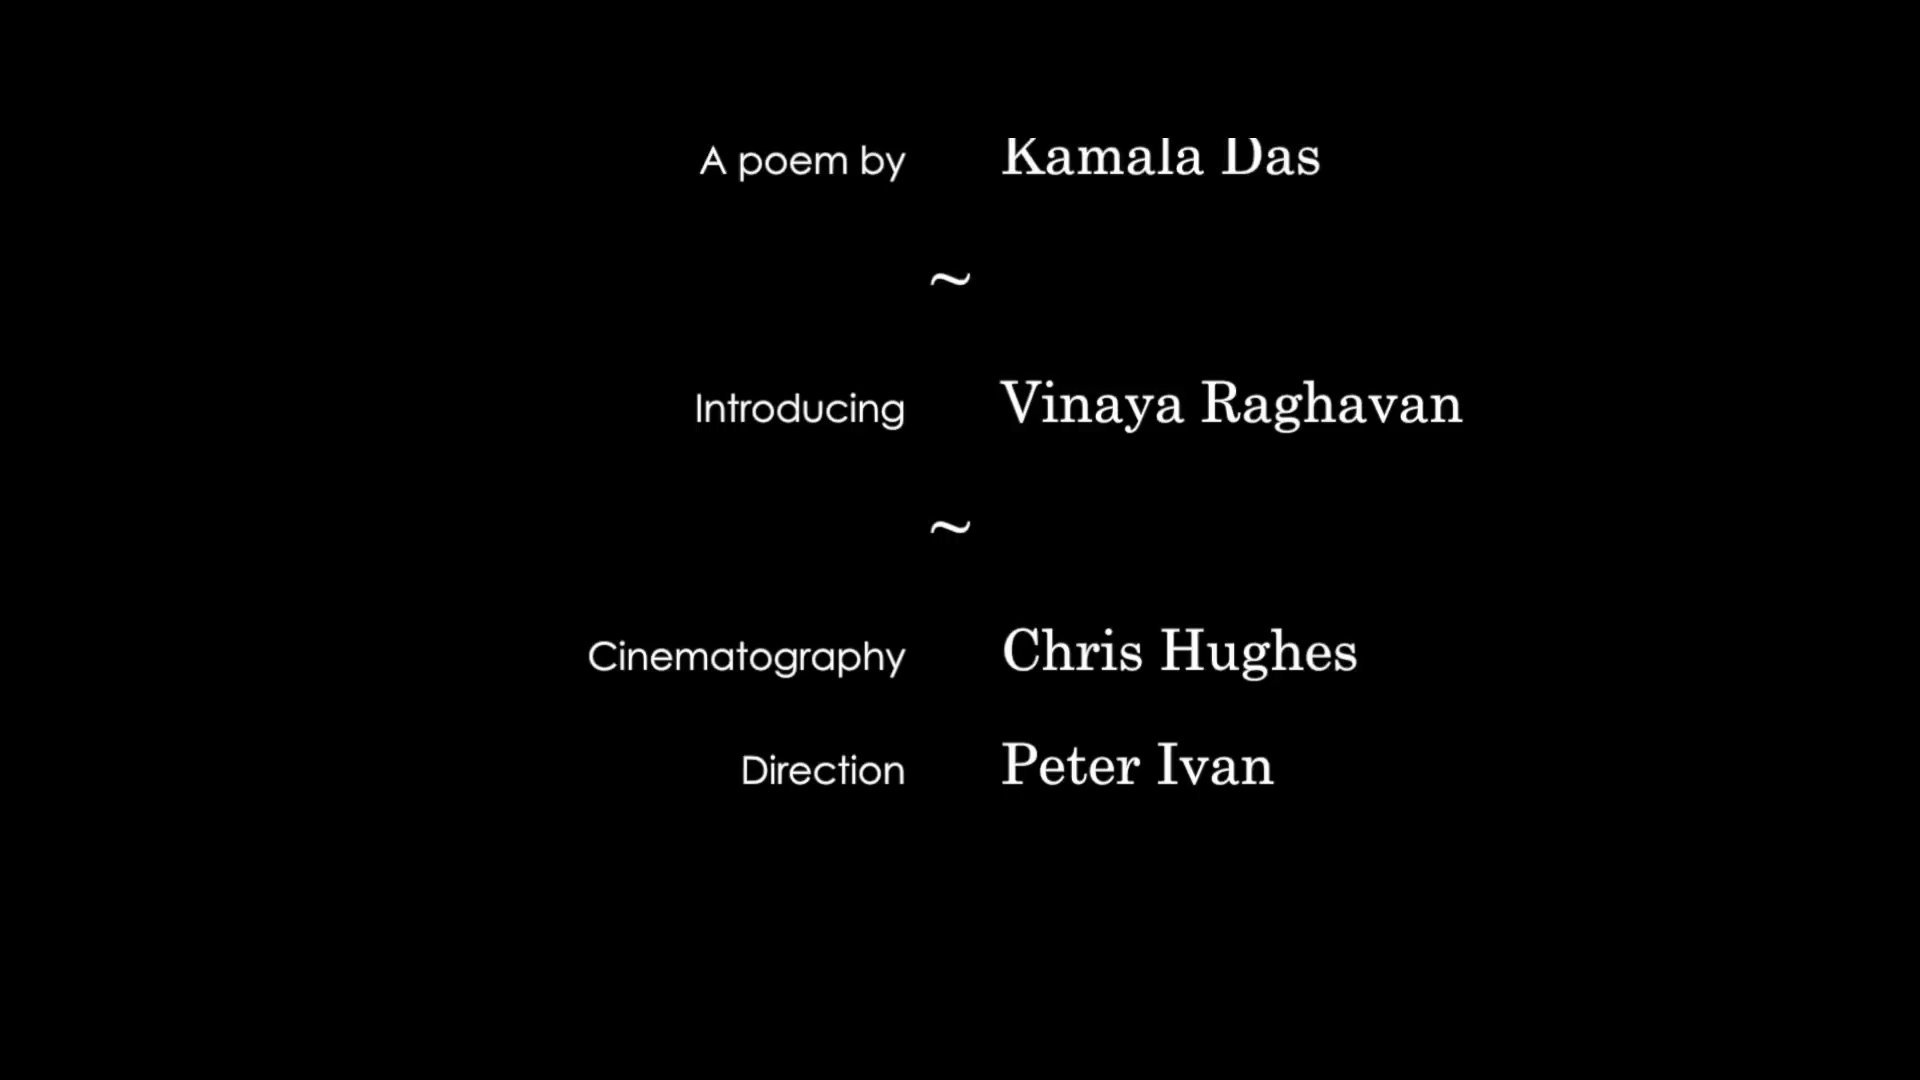 A poem by Kamala Das
~
Introducing Vinaya Raghavan
~
Cinematography Chris Hughes
Direction Peter Ivan